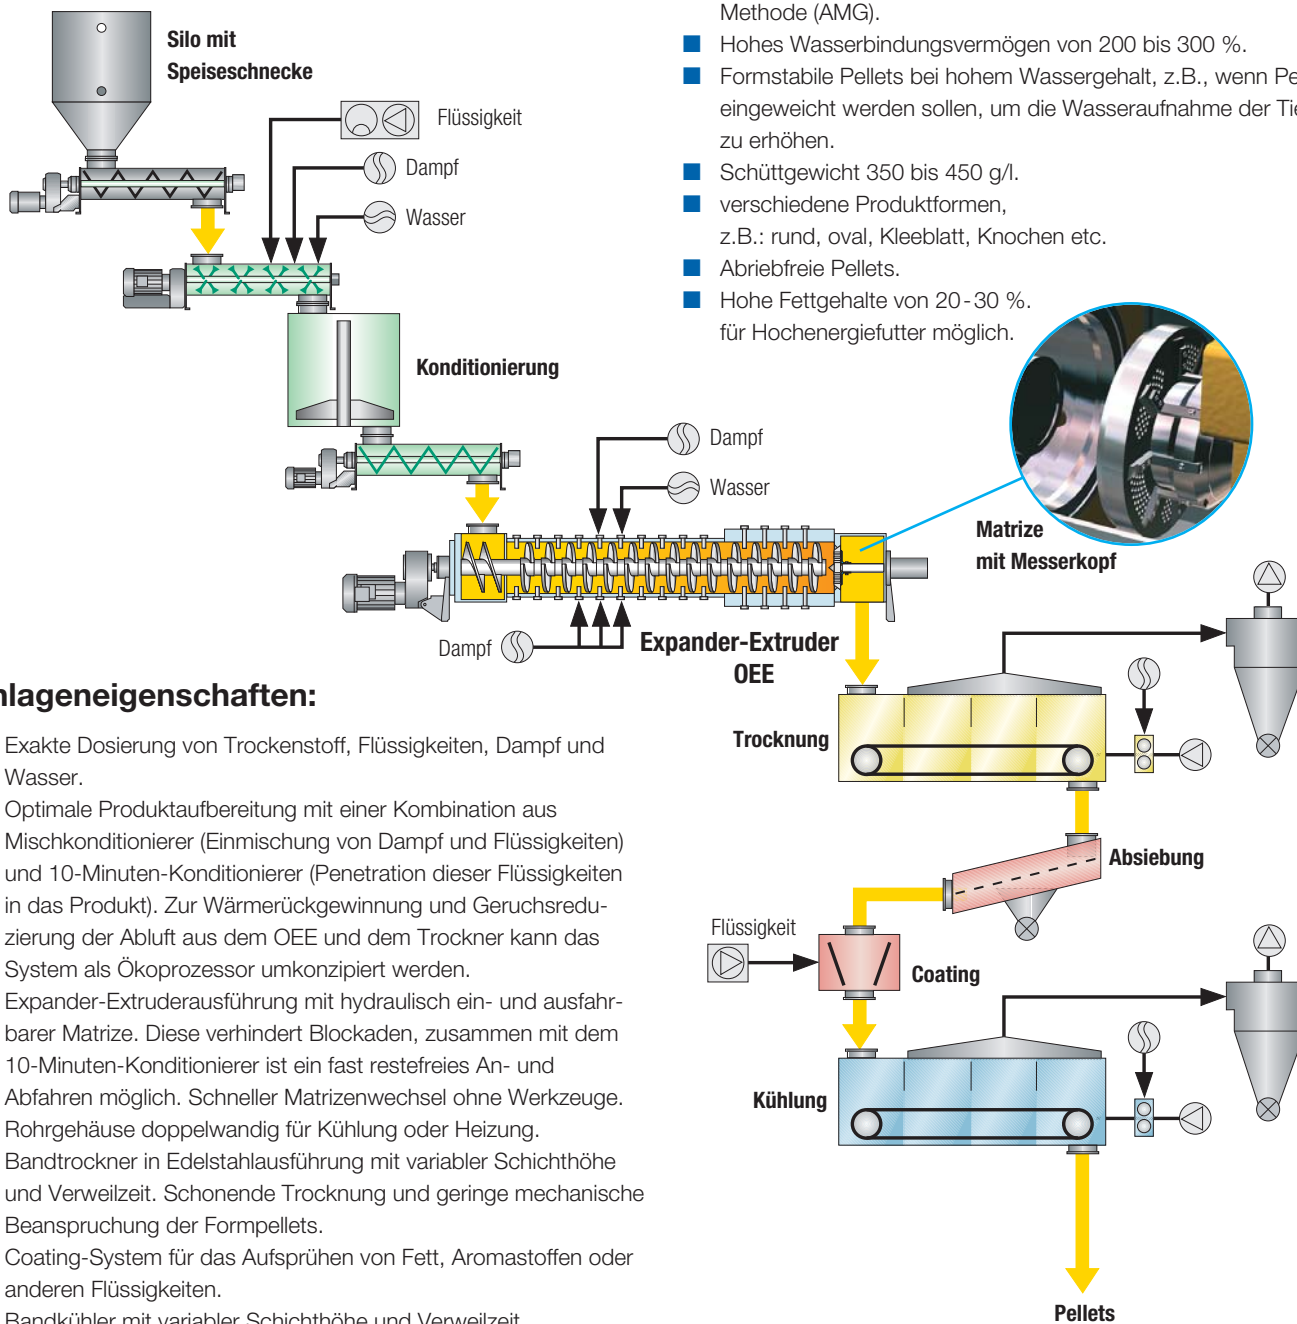 Methode (AMG).
Hohes Wasserbindungsvermögen von 200 bis 300 %.
Formstabile Pellets bei hohem Wassergehalt, z.B., wenn
eingeweicht werden sollen, um die Wasseraufnahme der
zu erhöhen.
Schüttgewicht 350 bis 450 g/l.
verschiedene Produktformen,
z.B.: rund, oval, Kleeblatt, Knochen etc.
Abriebfreie Pellets.
Hohe Fettgehalte von 20-30 %.
für Hochenergiefutter möglich.
Silo mit
Speiseschnecke
Flüssigkeit
Dampf
Wasser
Konditionierung
Dampf
Wasser
Matrize
mit Messerkopf
Dampf
Expander-Extruder
OEE
Trocknung
Absiebung
Flüssigkeit
Coating
Kühlung
Pellets
nlageneigenschaften:
Exakte Dosierung von Trockenstoff, Flüssigkeiten, Dampf und
Wasser.
Optimale Produktaufbereitung mit einer Kombination aus
Mischkonditionierer (Einmischung von Dampf und Flüssigkeiten)
und 10-Minuten-Konditionierer (Penetration dieser Flüssigkeiten
in das Produkt). Zur Wärmerückgewinnung und Geruchsredu-
zierung der Abluft aus dem OEE und dem Trockner kann das
System als Ökoprozessor umkonzipiert werden.
Expander-Extruderausführung mit hydraulisch ein- und ausfahr-
barer Matrize. Diese verhindert Blockaden, zusammen mit dem
10-Minuten-Konditionierer ist ein fast restefreies An- und
Abfahren möglich. Schneller Matrizenwechsel ohne Werkzeuge.
Rohrgehäuse doppelwandig für Kühlung oder Heizung.
Bandtrockner in Edelstahlausführung mit variabler Schichthöhe
und Verweilzeit. Schonende Trocknung und geringe mechanische
Beanspruchung der Formpellets.
Coating-System für das Aufsprühen von Fett, Aromastoffen oder
anderen Flüssigkeiten.
Bandkühler mit variabler Schichthöhe und Verweilzeit